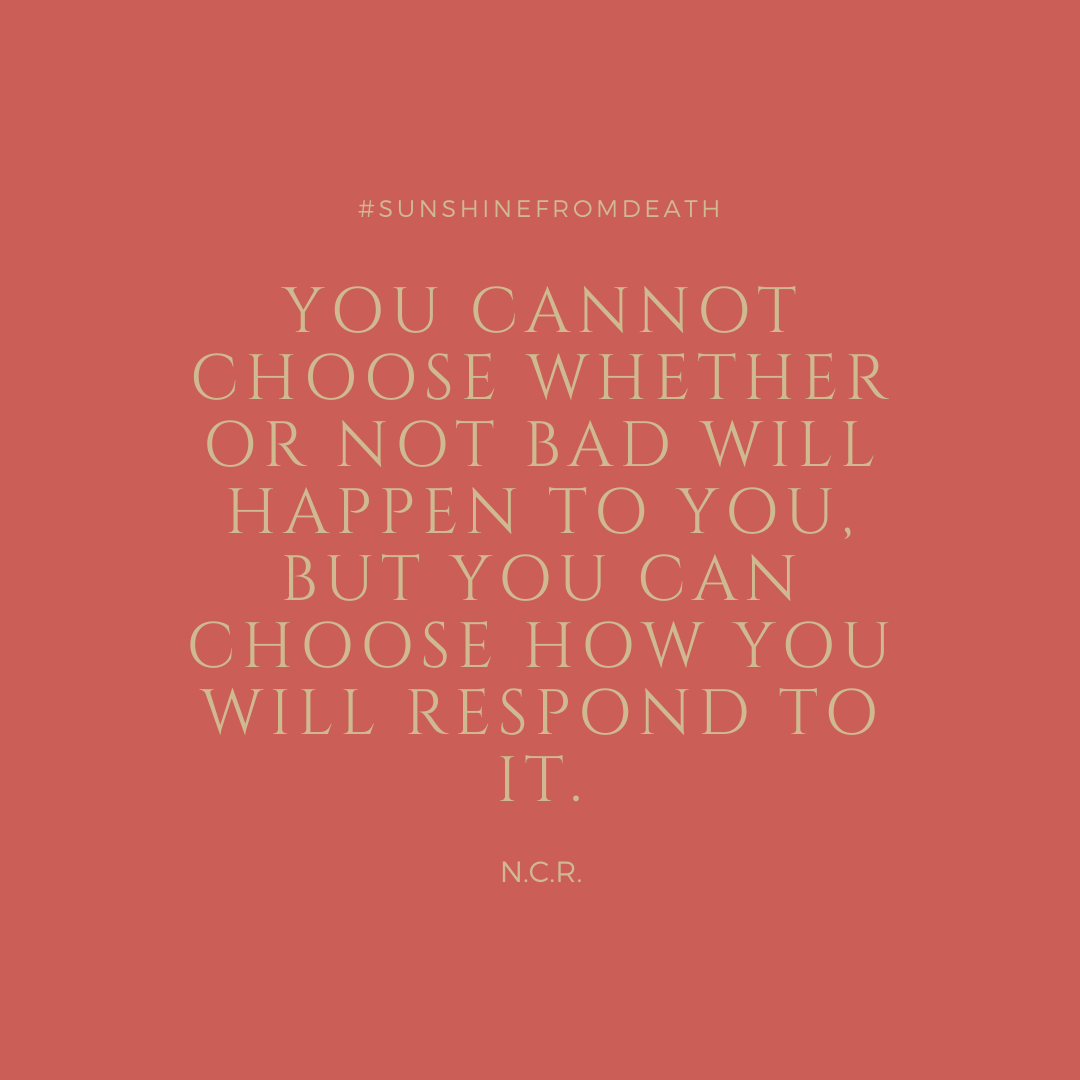 #SUNSHINEFROMDEATH
YOU CANNOT
CHOOSE WHETHER
OR NOT BAD WILL
HAPPEN TO YOU,
BUT YOU CAN
CHOOSE HOW YOU
WILL RESPOND TO
IT.
N.C.R.